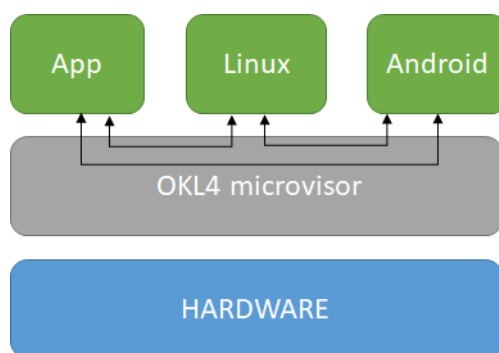 App
Linux
Android
OKL4 microvisor
HARDWARE